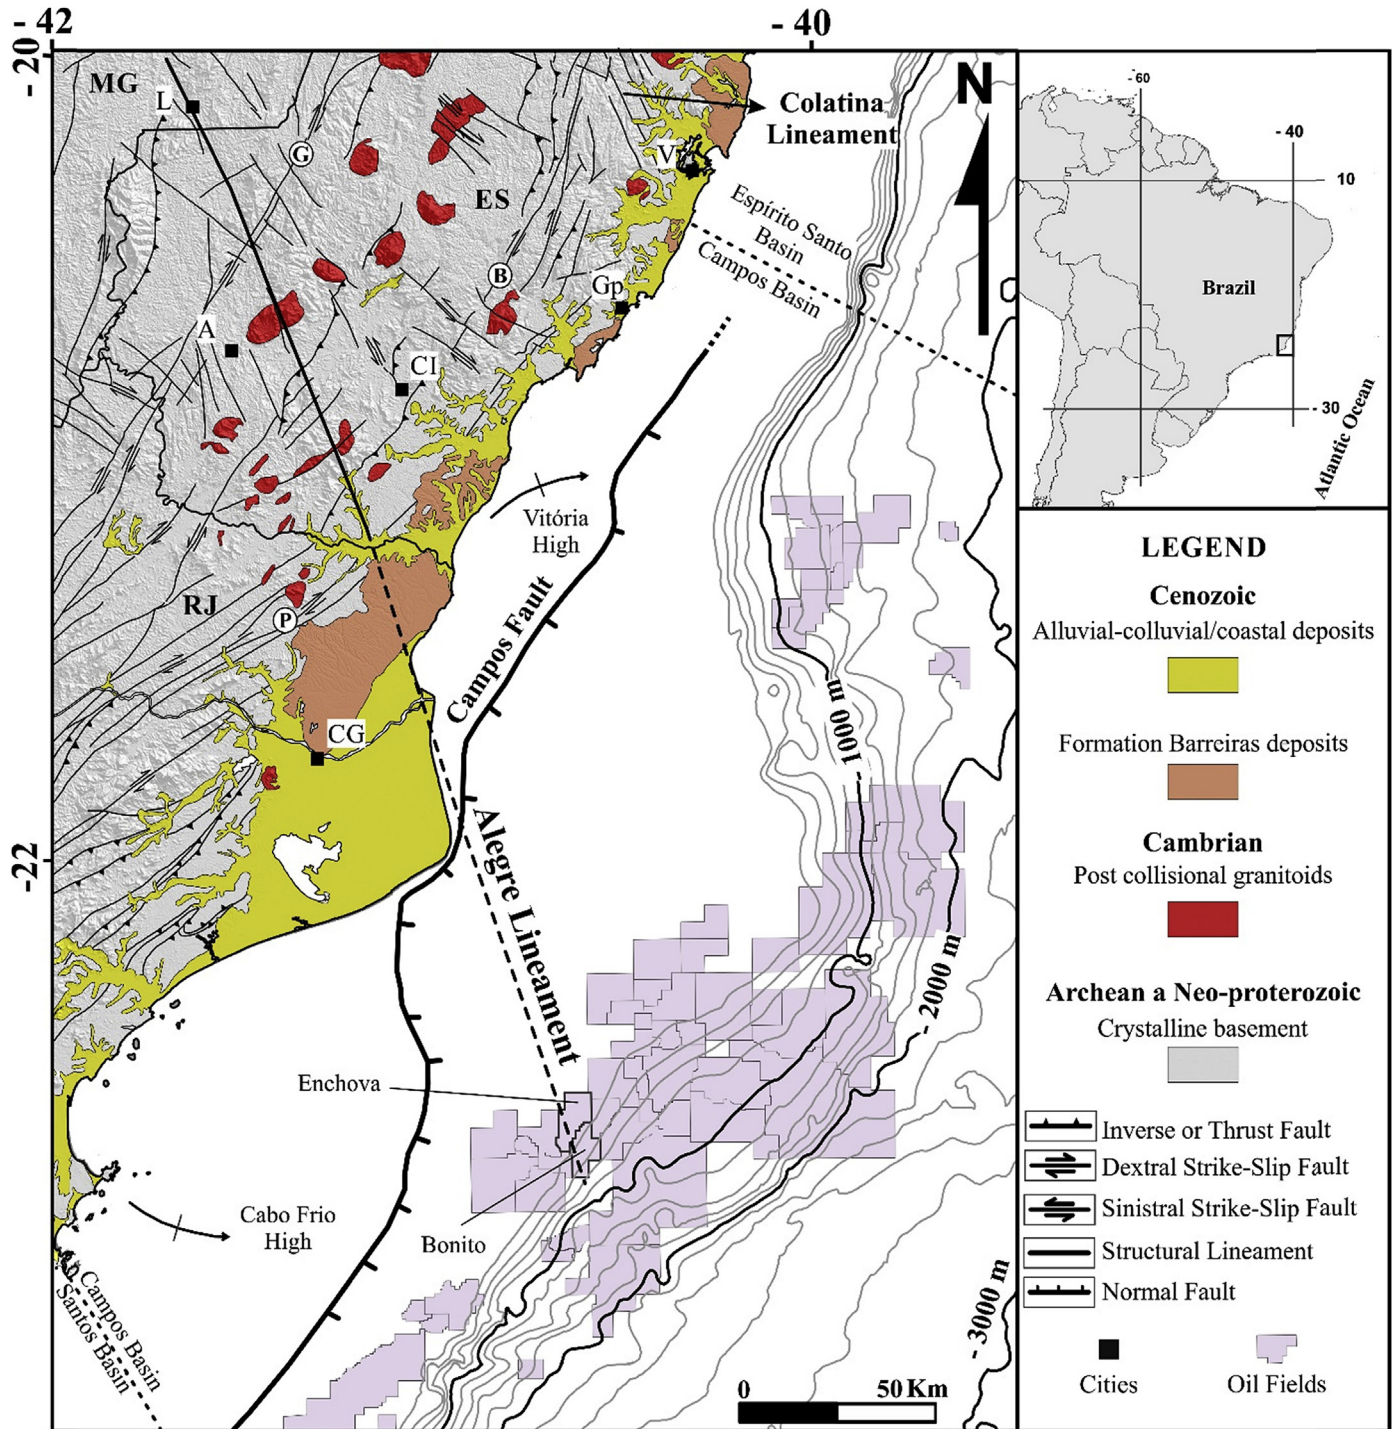 - 42
- 40
- 20
-22
MG
L
G
ES
V
Colatina
Lineament
N
Espírito Santo
Basin
Campos Basin
B
Gp
A
CI
Vitória
High
RJ
P
Campos Fault
CG
1000 m
Alegre Lineament
- 2000 m
Enchova
Bonito
Cabo Frio
High
Campos Basin
Santos Basin
- 3000 m
0
50 Km
- 60
- 40
10
Brazil
- 30
Atlantic Ocean
LEGEND
Cenozoic
Alluvial-colluvial/coastal deposits
Formation Barreiras deposits
Cambrian
Post collisional granitoids
Archean a Neo-proterozoic
Crystalline basement
Inverse or Thrust Fault
Dextral Strike-Slip Fault
Sinistral Strike-Slip Fault
Structural Lineament
Normal Fault
Cities
Oil Fields